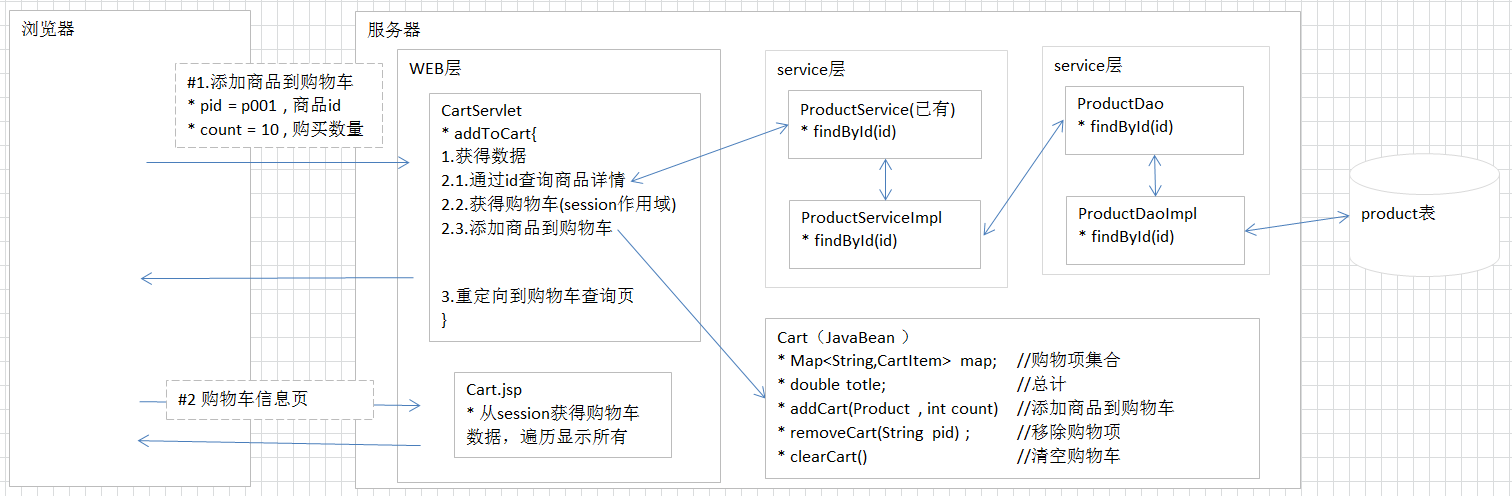 浏览器
#1.添加商品到购物车
* pid = p001 , 商品id
* count = 10 , 购买数量
#2 购物车信息页
服务器
WEB层
CartServlet
* addToCart{
1.获得数据
2.1.通过id查询商品详情
2.2.获得购物车(session作用域)
2.3.添加商品到购物车
3.重定向到购物车查询页
}
Cart.jsp
* 从session获得购物车
数据，遍历显示所有
service层
ProductService(已有)
* findById(id)
ProductServiceImpl
* findById(id)
service层
ProductDao
* findById(id)
ProductDaoImpl
* findById(id)
product表
Cart（JavaBean ）
* Map<String,CartItem> map; //购物项集合
* double totle; //总计
* addCart(Product , int count) //添加商品到购物车
* removeCart(String pid) ; //移除购物项
* clearCart() //清空购物车